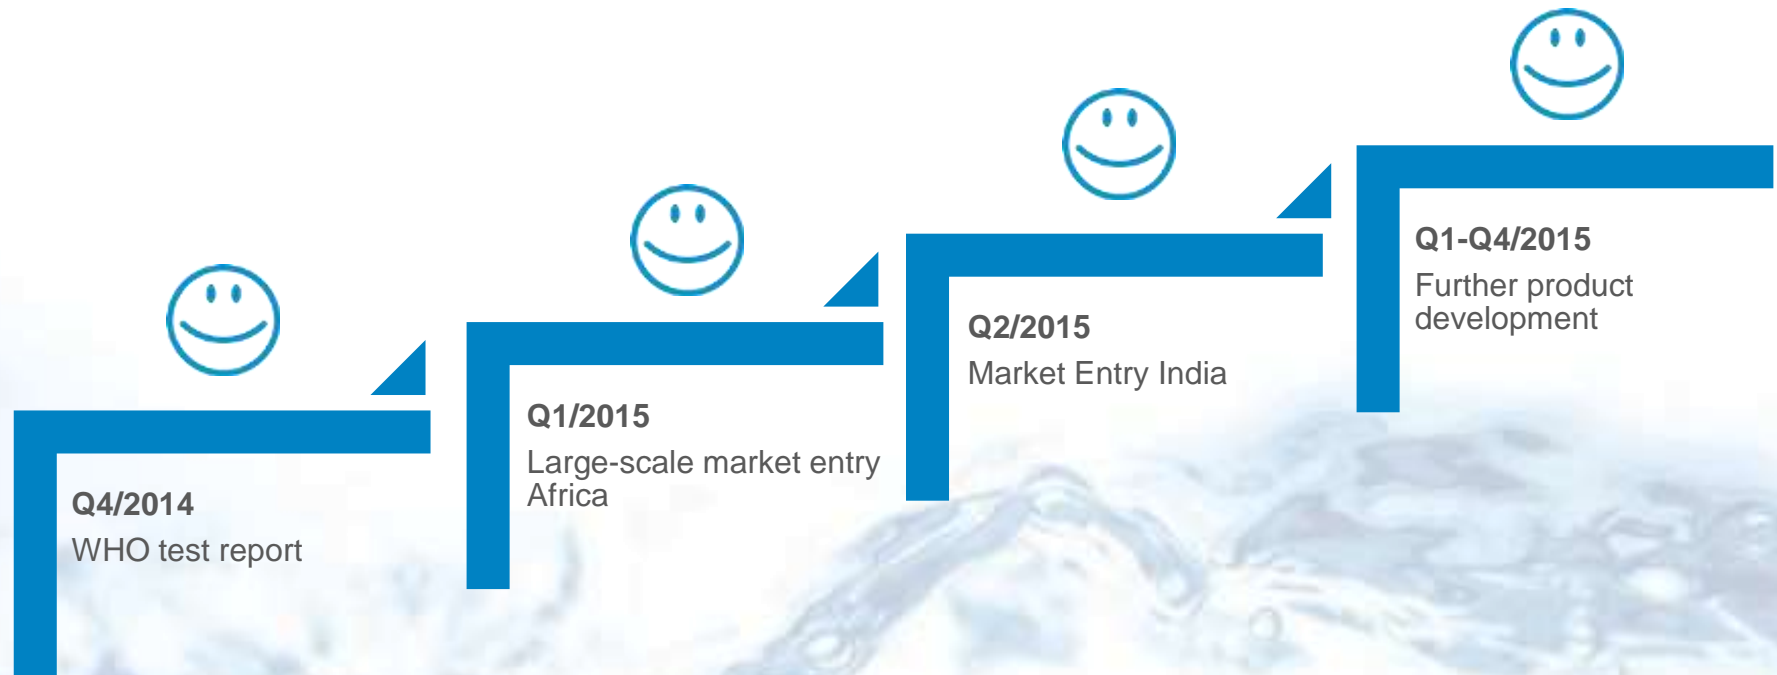 Q4/2014
WHO test report
Q1/2015
Large-scale market entry
Africa
Q2/2015
Market Entry India
Q1-Q4/2015
Further product
development